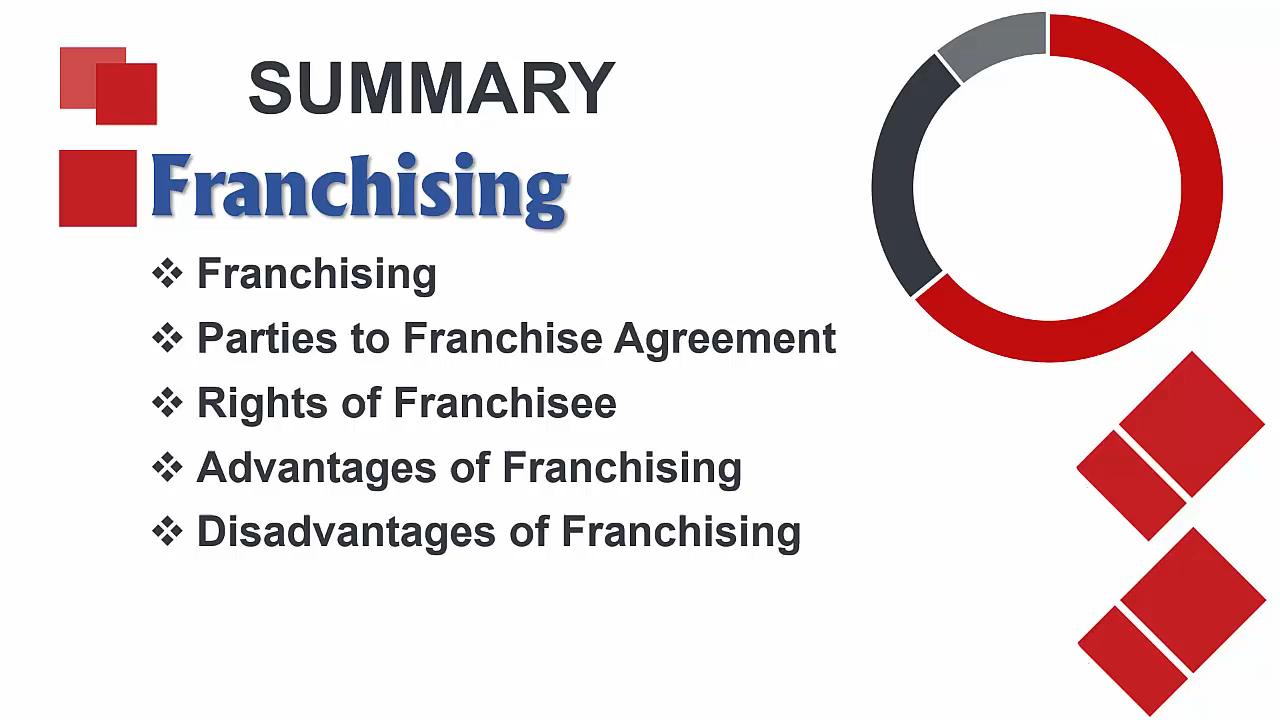 SUMMARY
Franchising
❖ Franchising
❖ Parties to Franchise Agreement
❖ Rights of Franchisee
❖ Advantages of Franchising
❖ Disadvantages of Franchising